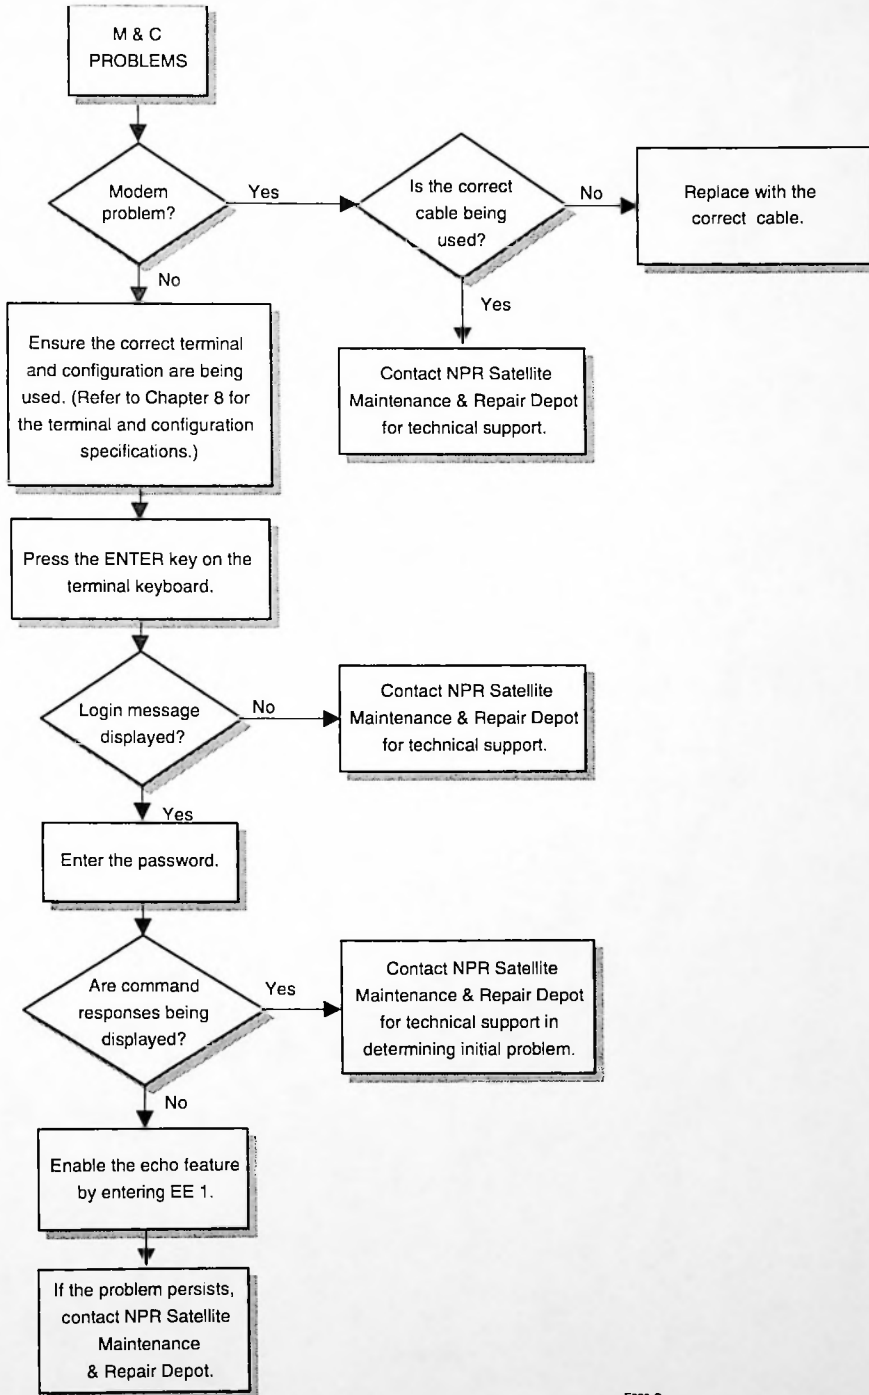 M & C
PROBLEMS
Modem
problem?
Yes
Is the correct
cable being
used?
No
Replace with the
correct cable.
No
Yes
Ensure the correct terminal
and configuration are being
used. (Refer to Chapter 8 for
the terminal and configuration
specifications.)
Contact NPR Satellite
Maintenance & Repair Depot
for technical support.
Press the ENTER key on the
terminal keyboard.
Login message
displayed?
No
Contact NPR Satellite
Maintenance & Repair Depot
for technical support.
Yes
Enter the password.
Are command
responses being
displayed?
Yes
Contact NPR Satellite
Maintenance & Repair Depot
for technical support in
determining initial problem.
No
Enable the echo feature
by entering EE 1.
If the problem persists,
contact NPR Satellite
Maintenance
& Repair Depot.